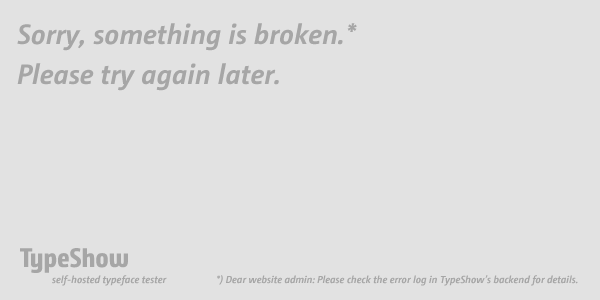 Sorry, something is broken.*
Please try again later.
TypeShow
self-hosted typeface tester
*) Dear website admin: Please check the error log in TypeShow's backend for details.